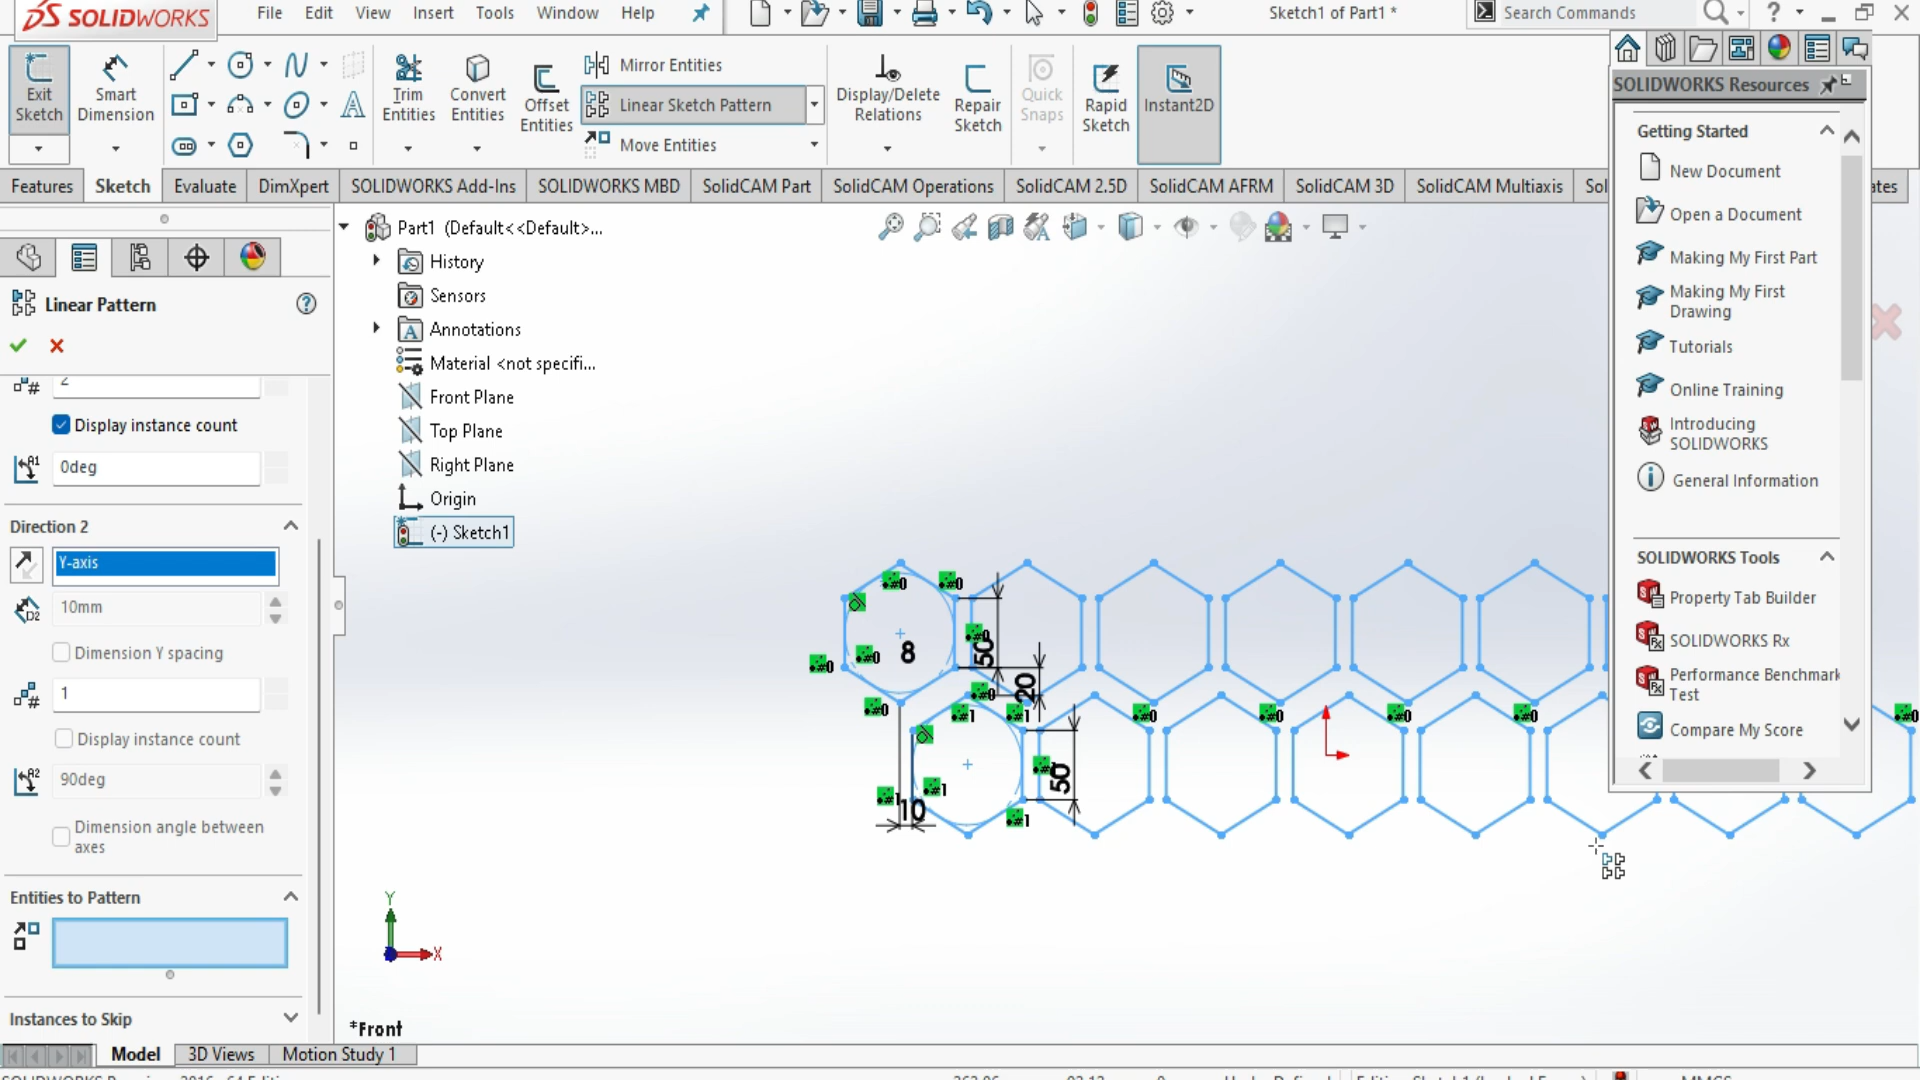 SOLIDWORKS
File Edit View Insert Tools Window Help
Sketch1 of Part1 *
Search Commands
Exit Sketch
Smart Dimension
Trim Entities
Convert Entities
Offset Entities
Mirror Entities
Linear Sketch Pattern
Move Entities
Display/Delete Relations
Repair Sketch
Quick Snaps
Rapid Sketch
Instant2D
Features Sketch Evaluate DimXpert SOLIDWORKS Add-Ins SOLIDWORKS MBD SolidCAM Part SolidCAM Operations SolidCAM 2.5D SolidCAM AFRM SolidCAM 3D SolidCAM Multiaxis Sol ates
Linear Pattern
2
Display instance count
0deg
Direction 2
Y-axis
10mm
Dimension Y spacing
1
Display instance count
90deg
Dimension angle between axes
Entities to Pattern
Instances to Skip
Part1 (Default<<Default>...
History
Sensors
Annotations
Material <not specifi...
Front Plane
Top Plane
Right Plane
Origin
(-) Sketch1
8
50
20
50
10
Y
X
*Front
SOLIDWORKS Resources
Getting Started
New Document
Open a Document
Making My First Part
Making My First Drawing
Tutorials
Online Training
Introducing SOLIDWORKS
General Information
SOLIDWORKS Tools
Property Tab Builder
SOLIDWORKS Rx
Performance Benchmark Test
Compare My Score
Model 3D Views Motion Study 1